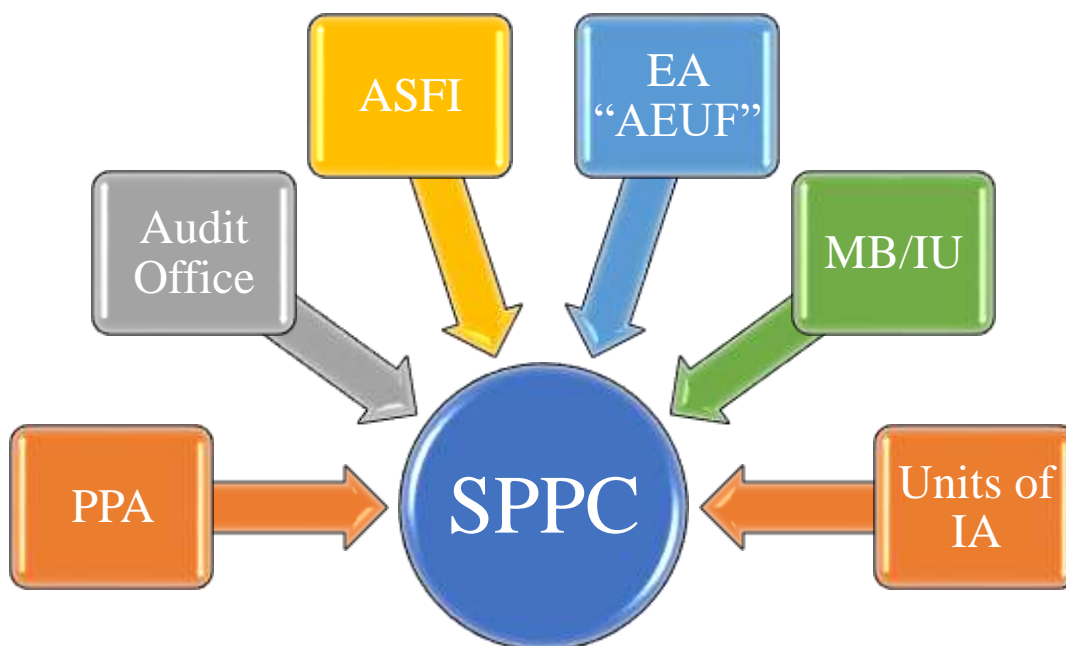 ASFI
EA
“AEUF”
Audit
Office
MB/IU
PPA
SPPC
Units of
IA